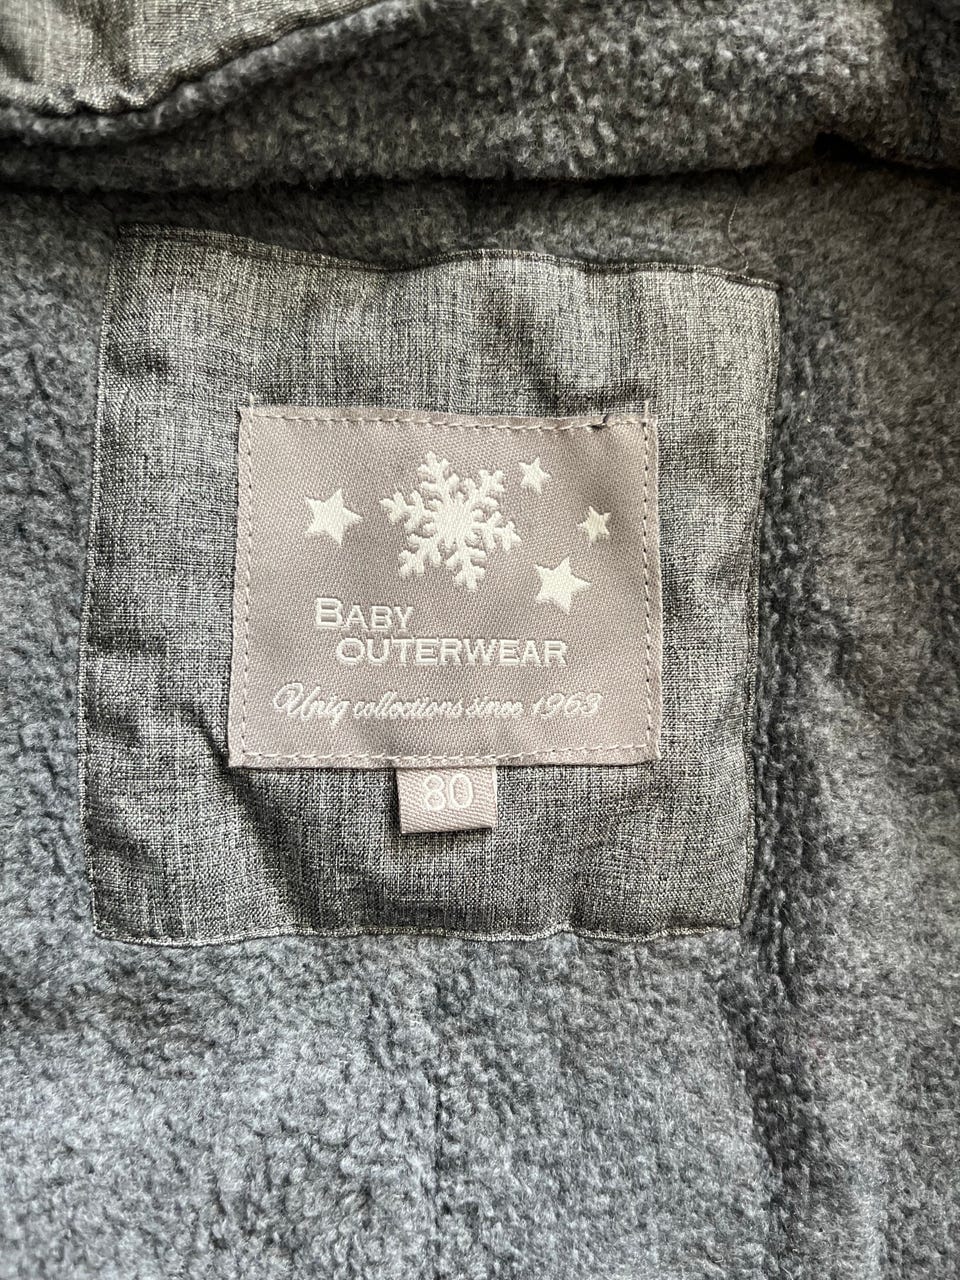 BABY
OUTERWEAR
Uniq collections since 1963
80